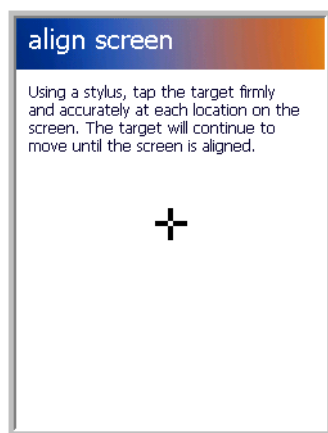 align screen
Using a stylus, tap the target firmly
and accurately at each location on the
screen. The target will continue to
move until the screen is aligned.